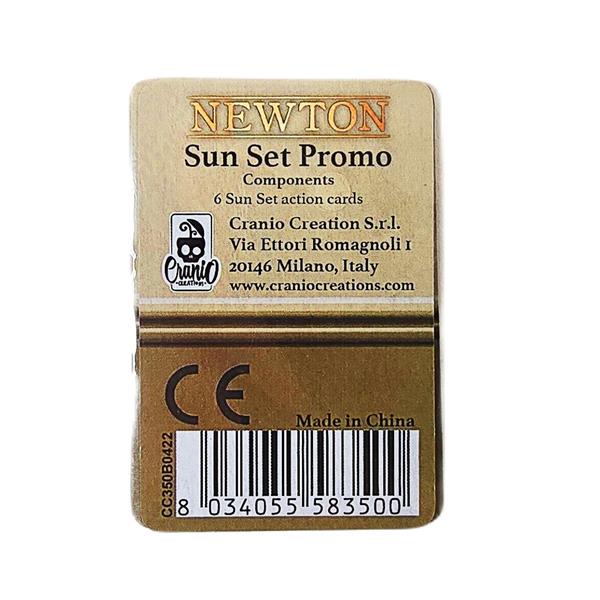 NEWTON
Sun Set Promo
Components
6 Sun Set action cards
Cranio Creation S.r.l.
Via Ettori Romagnoli 1
20146 Milano, Italy
www.craniocreations.com
CraniO
CREATIONS
CE
Made in China
CC350B0422
8 034055 583500